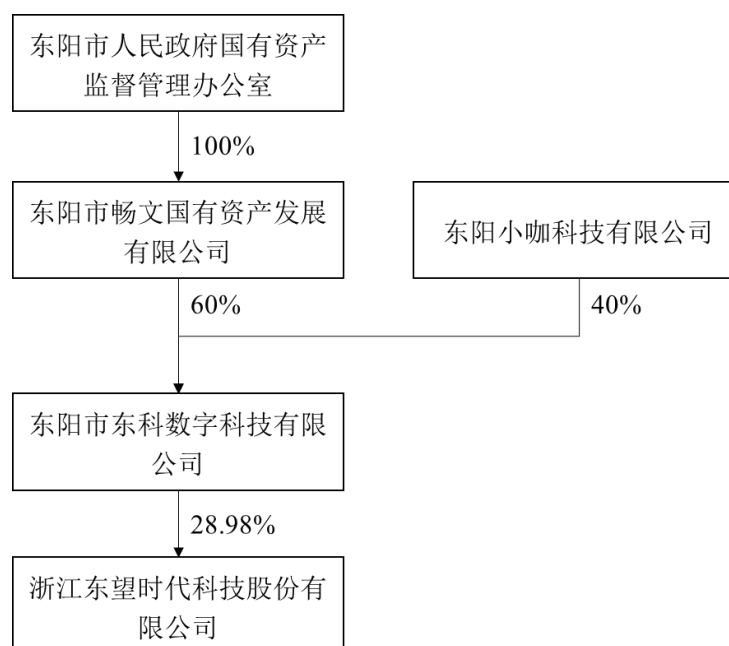 东阳市人民政府国有资产
监督管理办公室
100%
东阳市畅文国有资产发展
有限公司
东阳小咖科技有限公司
60%
40%
东阳市东科数字科技有限
公司
28.98%
浙江东望时代科技股份有
限公司